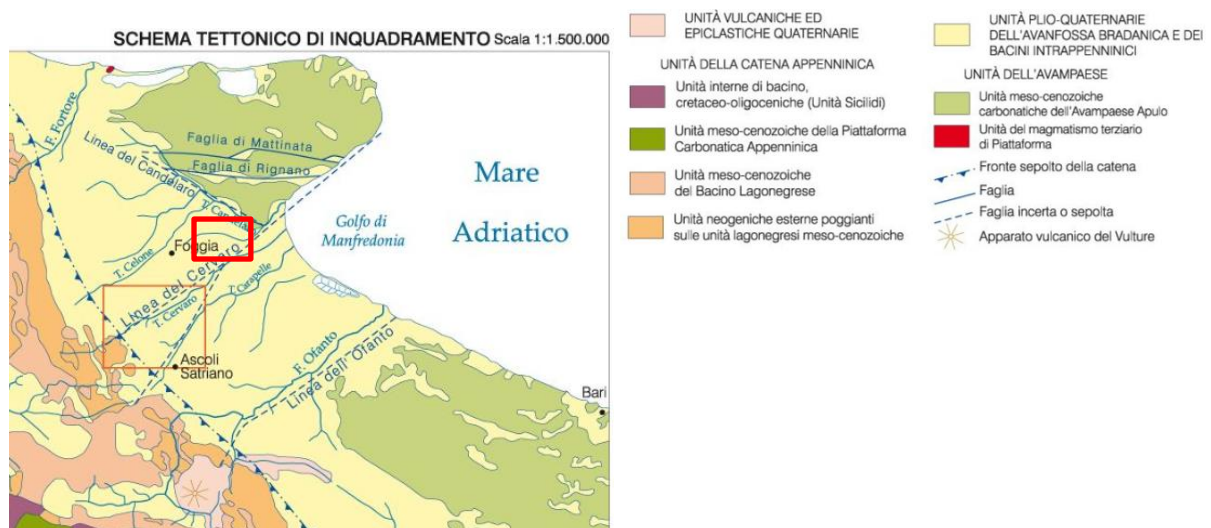 SCHEMA TETTONICO DI INQUADRAMENTO Scala 1:1.500.000
F. Fortore
Linea del Candelaro
Faglia di Mattinata
Faglia di Rignano
T. Candelaro
Mare
Adriatico
Golfo di
Manfredonia
Foggia
T. Celone
Linea del Cervaro
T. Cervaro
T. Carapelle
Ascoli
Satriano
F. Ofanto
Linea dell'Ofanto
Bari
UNITÀ VULCANICHE ED
EPICLASTICHE QUATERNARIE
UNITÀ DELLA CATENA APPENNINICA
Unità interne di bacino,
cretaceo-oligoceniche (Unità Sicilidi)
Unità meso-cenozoiche della Piattaforma
Carbonatica Appenninica
Unità meso-cenozoiche
del Bacino Lagonegrese
Unità neogeniche esterne poggianti
sulle unità lagonegresi meso-cenozoiche
UNITÀ PLIO-QUATERNARIE
DELL'AVANFOSSA BRADANICA E DEI
BACINI INTRAPPENNINICI
UNITÀ DELL'AVAMPAESE
Unità meso-cenozoiche
carbonatiche dell'Avampaese Apulo
Unità del magmatismo terziario
di Piattaforma
Fronte sepolto della catena
Faglia
Faglia incerta o sepolta
Apparato vulcanico del Vulture